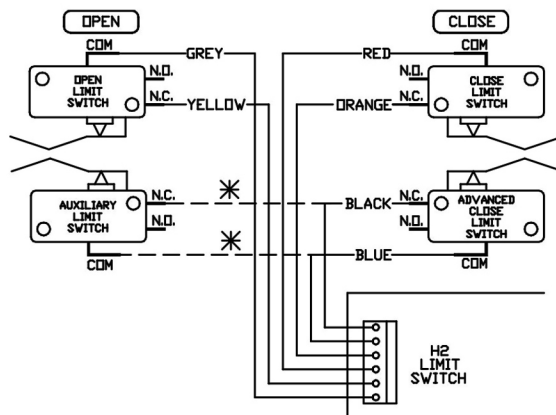 OPEN
CLOSE
COM
COM
GREY
RED
N.O.
N.O.
OPEN
LIMIT
SWITCH
CLOSE
LIMIT
SWITCH
N.C.
YELLOW
ORANGE
N.C.
AUXILIARY
LIMIT
SWITCH
N.C.
N.O.
BLACK
N.C.
N.O.
ADVANCED
CLOSE
LIMIT
SWITCH
COM
BLUE
COM
H2
LIMIT
SWITCH